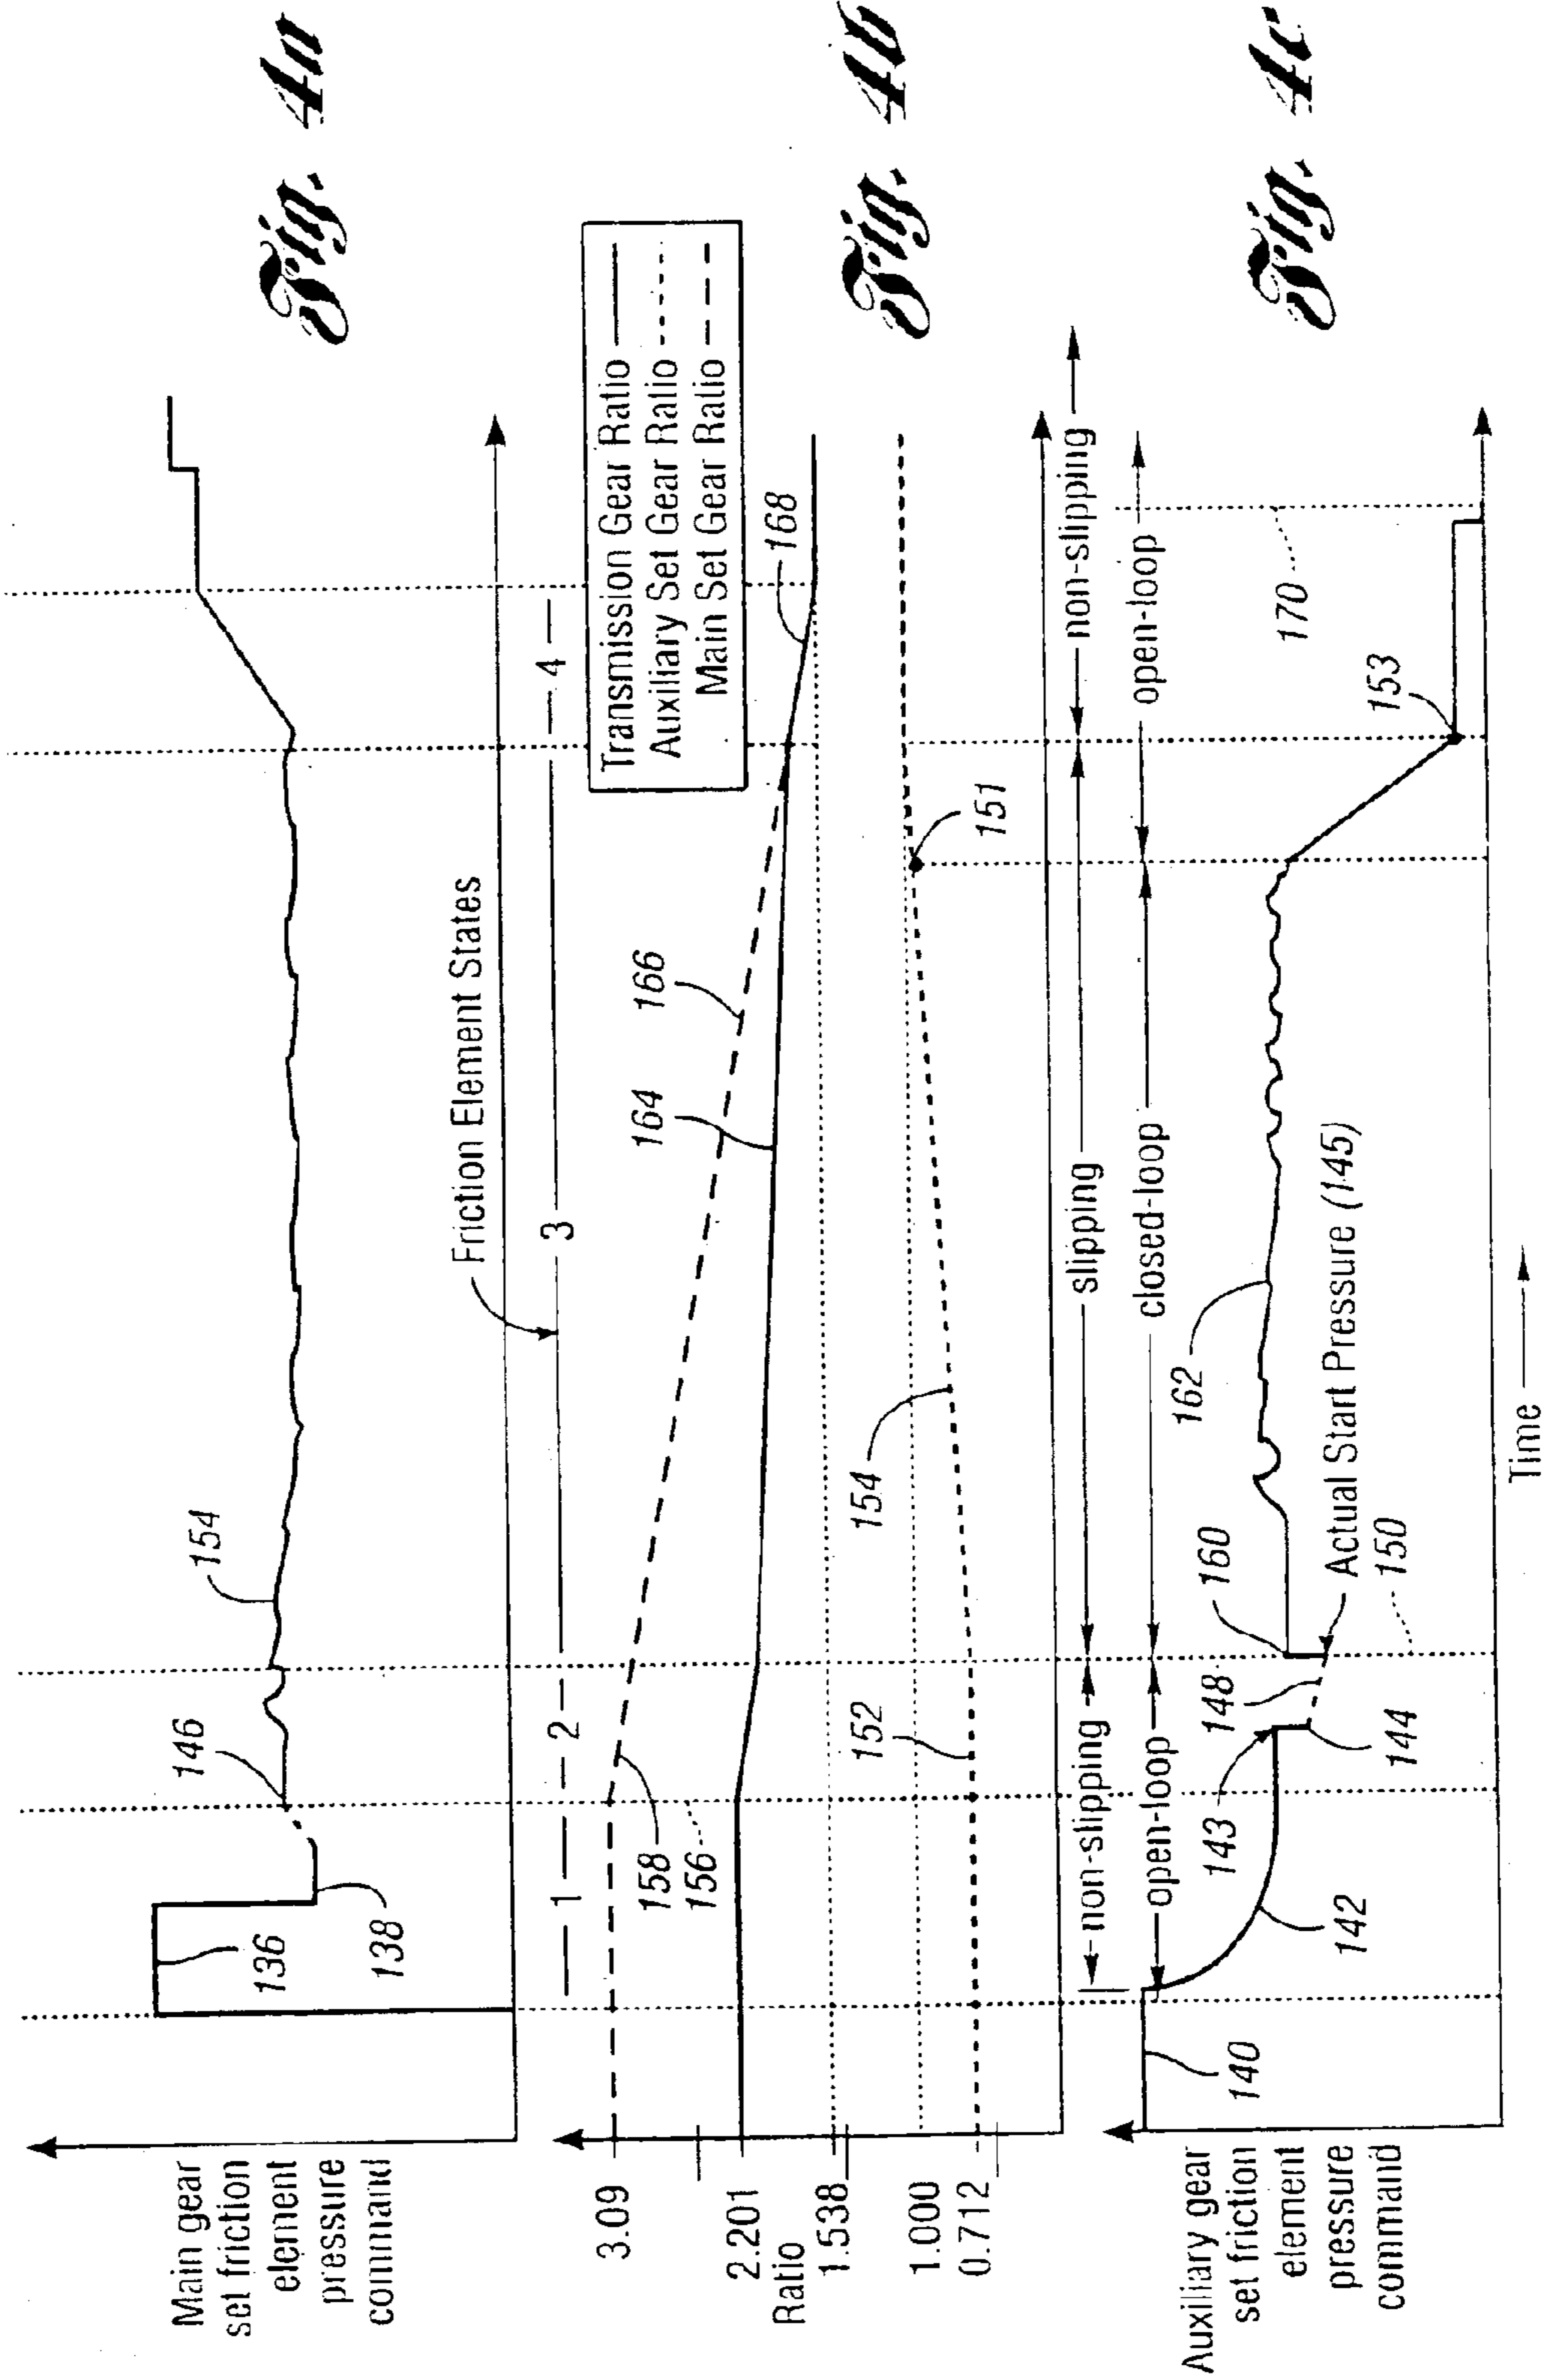 Fig. 4a
Main gear
set friction
element
pressure
command
136
138
146
154
Friction Element States
1
2
3
4
Fig. 4b
Transmission Gear Ratio
Auxiliary Set Gear Ratio
Main Set Gear Ratio
3.09
2.201
Ratio
1.538
1.000
0.712
158
156
152
154
164
166
168
151
Fig. 4c
non-slipping
slipping
non-slipping
open-loop
closed-loop
open-loop
Auxiliary gear
set friction
element
pressure
command
140
142
143
144
148
160
150
Actual Start Pressure (145)
162
153
170
Time